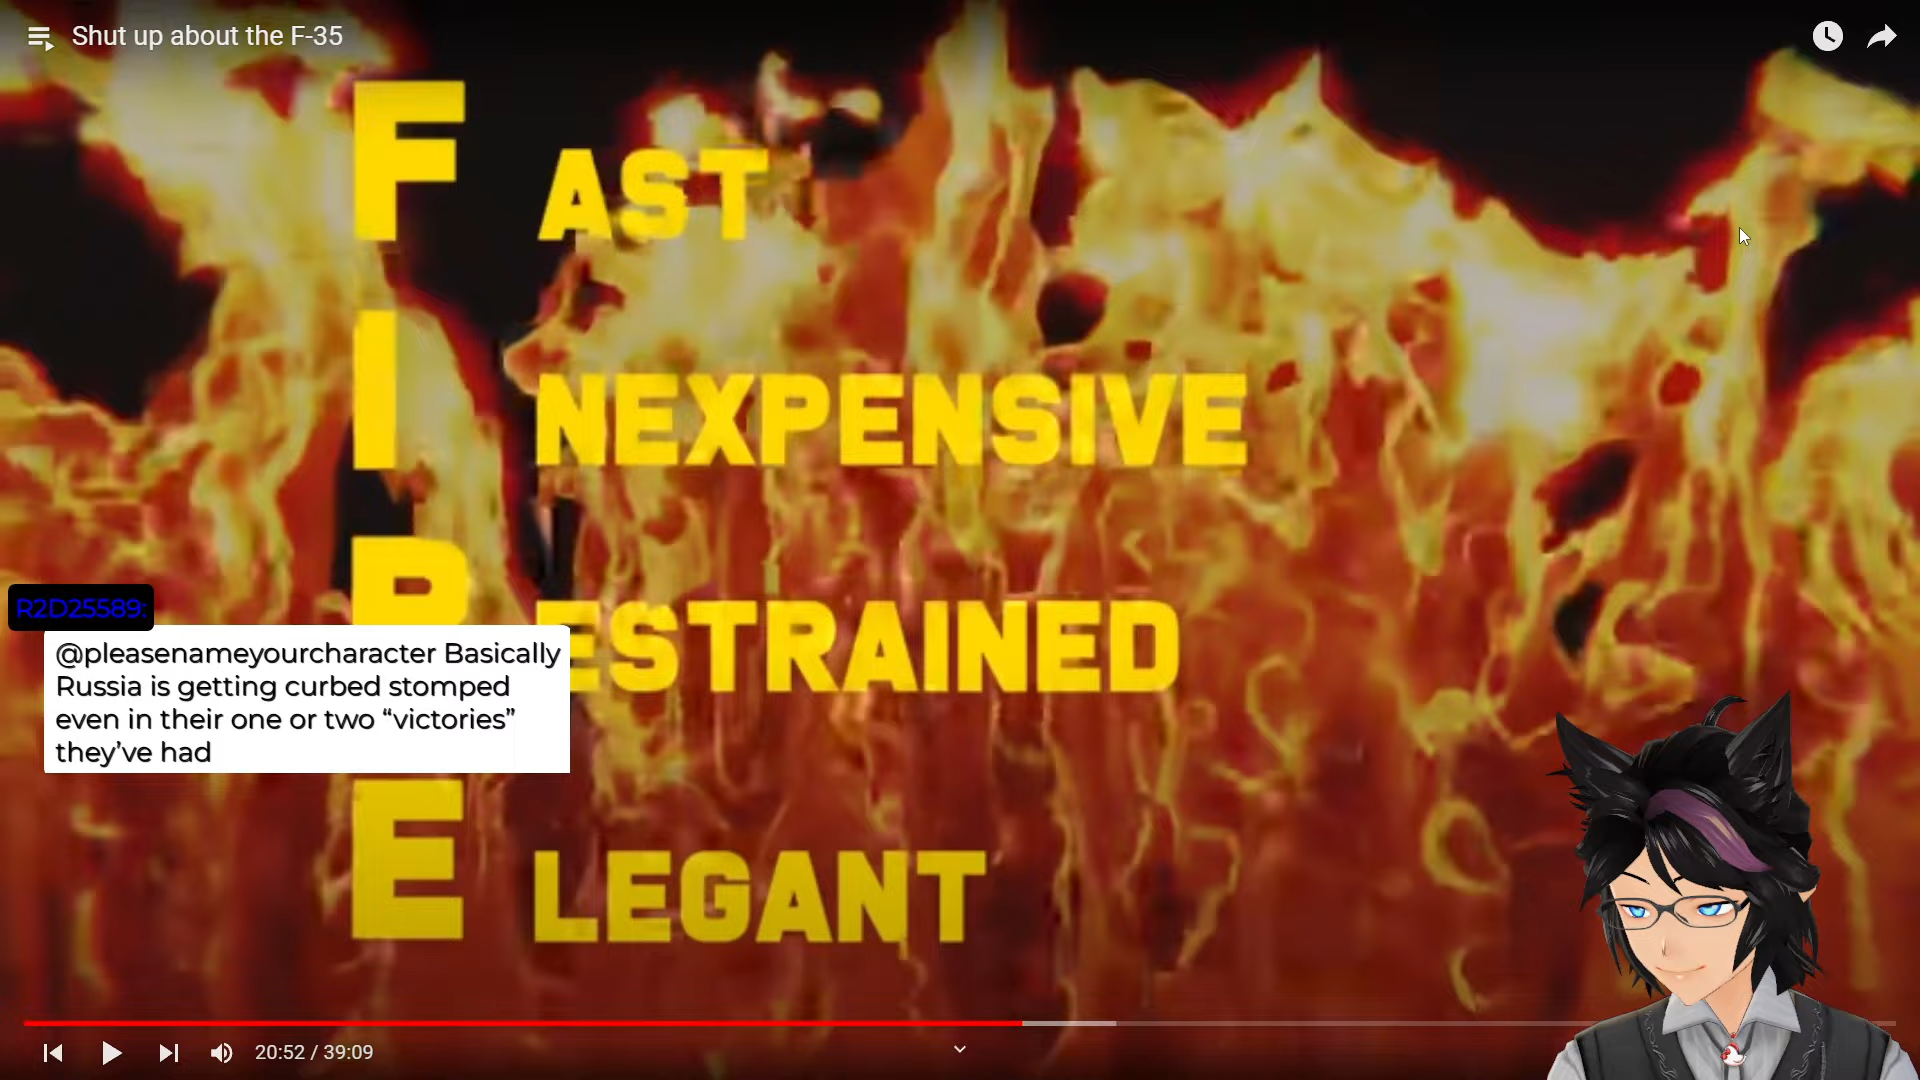 Shut up about the F-35
F AST
I NEXPENSIVE
R ESTRAINED
R2D25589:
@pleasenameyourcharacter Basically
Russia is getting curbed stomped
even in their one or two “victories”
they’ve had
E LEGANT
20:52 / 39:09